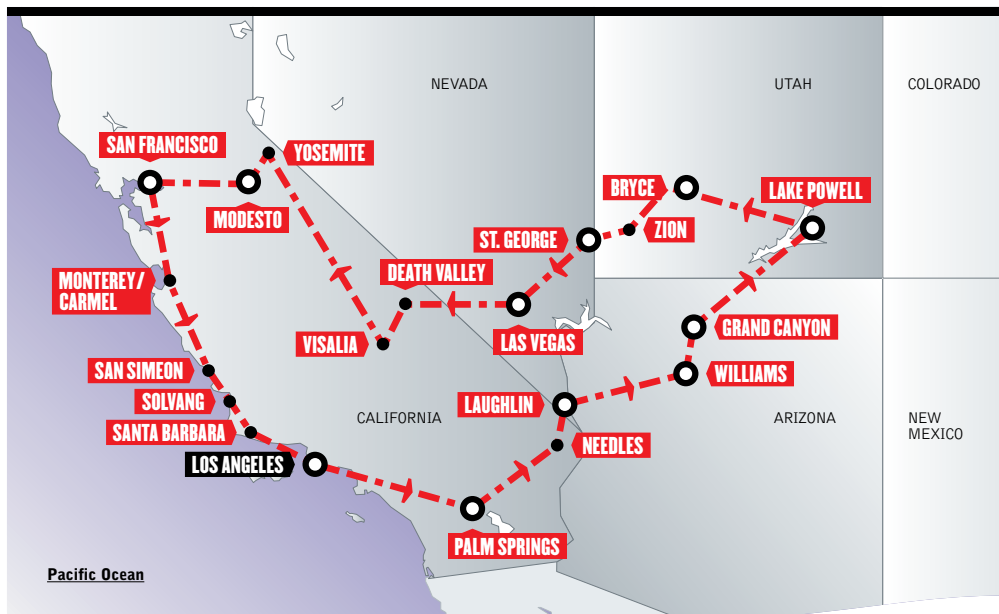 NEVADA
UTAH
COLORADO
SAN FRANCISCO
YOSEMITE
MODESTO
BRYCE
LAKE POWELL
ZION
ST. GEORGE
DEATH VALLEY
MONTEREY/
CARMEL
LAS VEGAS
VISALIA
GRAND CANYON
SAN SIMEON
WILLIAMS
SOLVANG
LAUGHLIN
CALIFORNIA
ARIZONA
NEW
MEXICO
SANTA BARBARA
NEEDLES
LOS ANGELES
PALM SPRINGS
Pacific Ocean